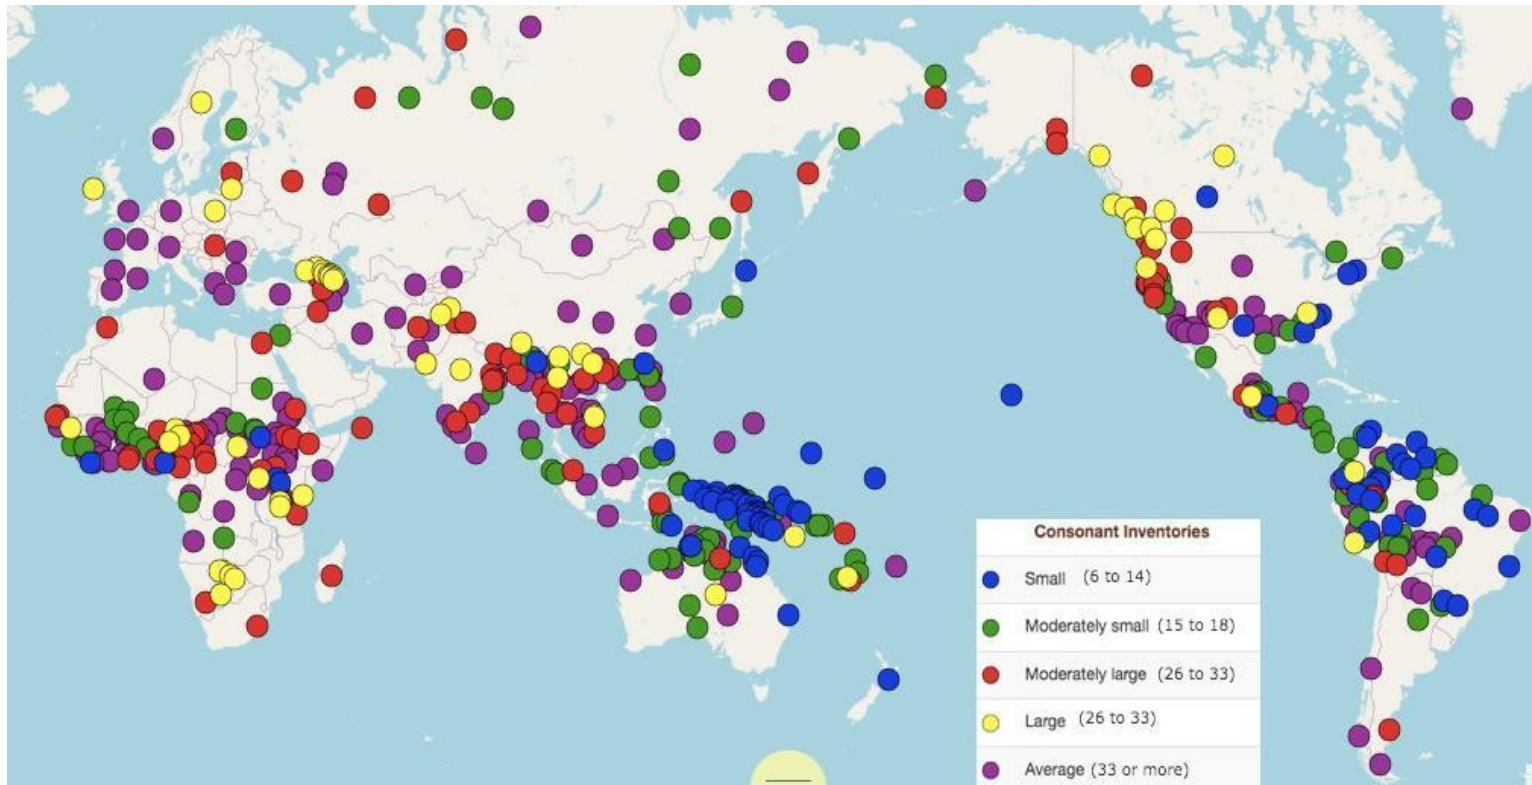 Consonant Inventories
Small (6 to 14)
Moderately small (15 to 18)
Moderately large (26 to 33)
Large (26 to 33)
Average (33 or more)